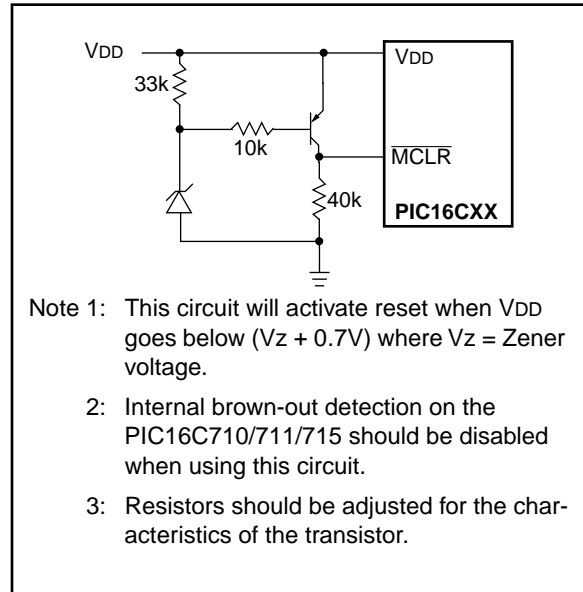 VDD
VDD
33k
10k
MCLR
40k
PIC16CXX
Note 1: This circuit will activate reset when VDD
goes below (Vz + 0.7V) where Vz = Zener
voltage.
2: Internal brown-out detection on the
PIC16C710/711/715 should be disabled
when using this circuit.
3: Resistors should be adjusted for the char-
acteristics of the transistor.